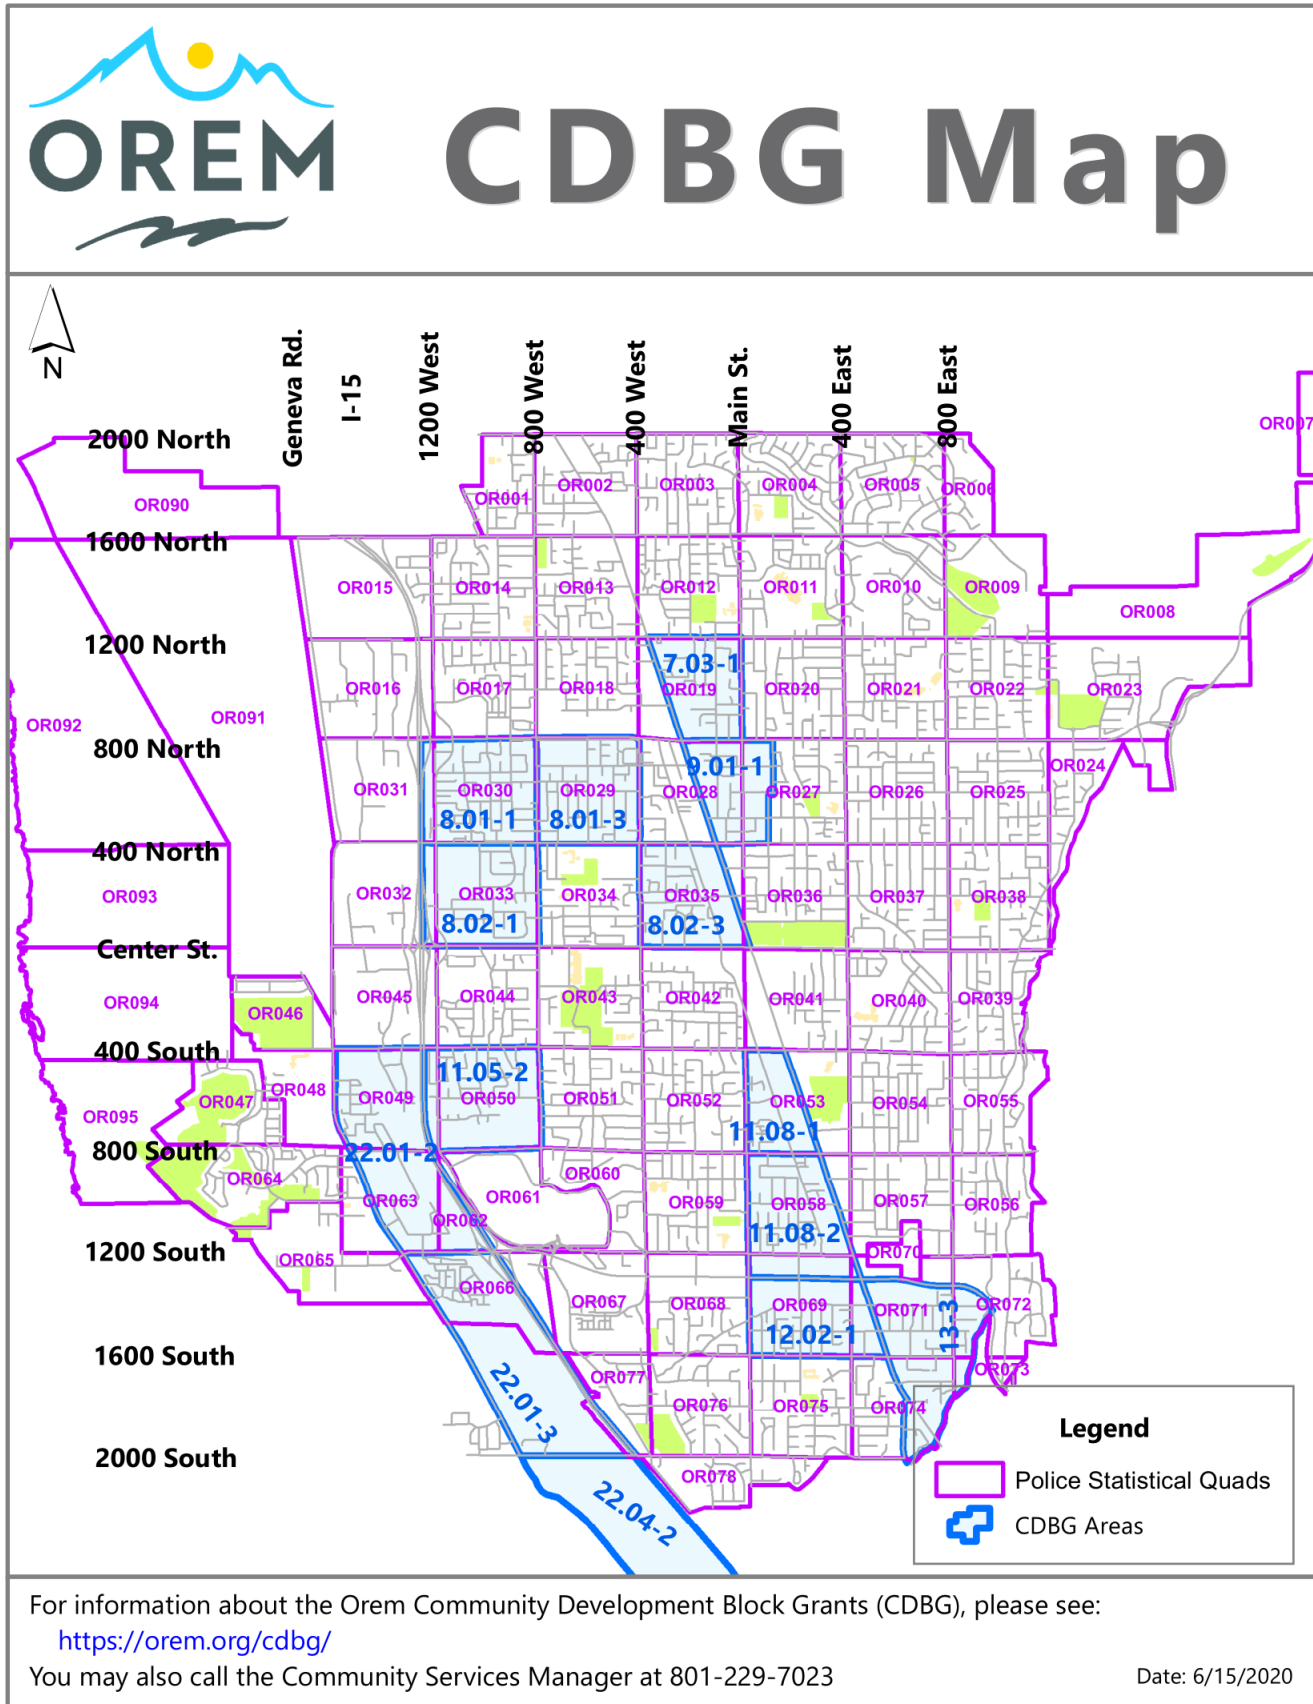 OREM
CDBG Map
N
Geneva Rd.
I-15
1200 West
800 West
400 West
Main St.
400 East
800 East
OR007
2000 North
OR090
OR001
OR002
OR003
OR004
OR005
OR006
1600 North
OR015
OR014
OR013
OR012
OR011
OR010
OR009
OR008
1200 North
7.03-1
OR016
OR017
OR018
OR019
OR020
OR021
OR022
OR023
OR092
OR091
800 North
9.01-1
OR024
OR031
OR030
OR029
OR028
OR027
OR026
OR025
8.01-1
8.01-3
400 North
OR093
OR032
OR033
OR034
OR035
OR036
OR037
OR038
8.02-1
8.02-3
Center St.
OR094
OR046
OR045
OR044
OR043
OR042
OR041
OR040
OR039
400 South
11.05-2
OR095
OR047
OR048
OR049
OR050
OR051
OR052
OR053
OR054
OR055
11.08-1
800 South
22.01-2
OR064
OR063
OR062
OR061
OR060
OR059
OR058
OR057
OR056
11.08-2
1200 South
OR065
OR070
OR066
OR067
OR068
OR069
OR071
OR072
12.02-1
13-3
1600 South
OR077
OR073
22.01-3
OR076
OR075
OR074
2000 South
OR078
22.04-2
Legend
Police Statistical Quads
CDBG Areas
For information about the Orem Community Development Block Grants (CDBG), please see:
https://orem.org/cdbg/
You may also call the Community Services Manager at 801-229-7023
Date: 6/15/2020